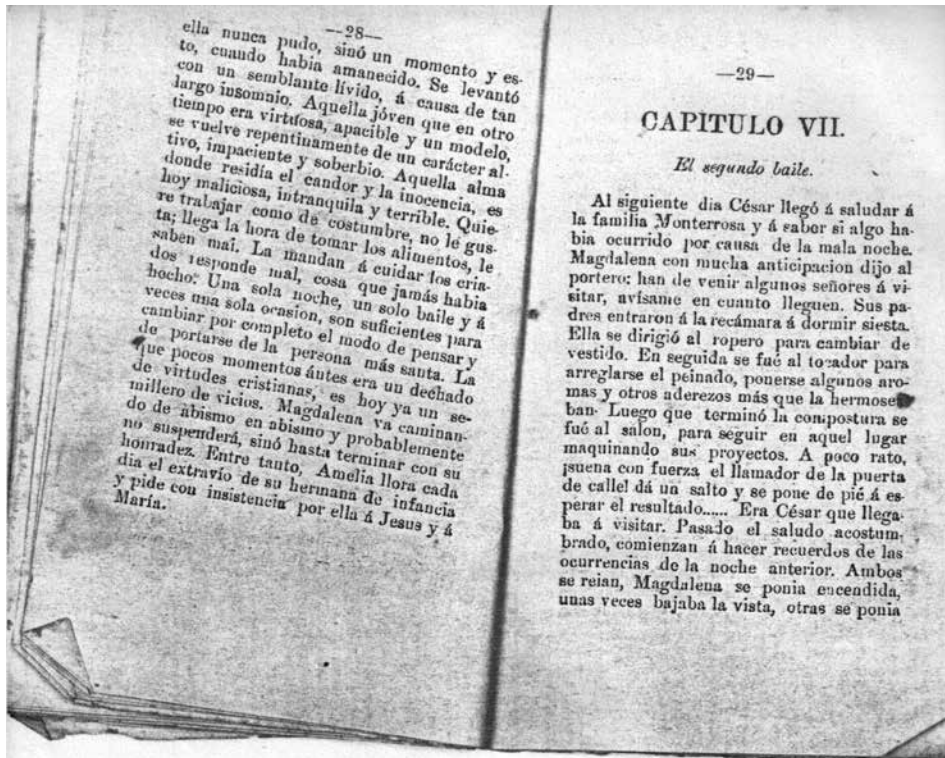 —28—
ella nunca pudo, sinó un momento y es-
to, cuando habia amanecido. Se levantó
con un semblante lívido, á causa de tan
largo insomnio. Aquella jóven que en otro
tiempo era virtuosa, apacible y un modelo,
se vuelve repentinamente de un carácter al-
tivo, impaciente y soberbio. Aquella alma
donde residía el candor y la inocencia, es
hoy maliciosa, intranquila y terrible. Quie-
re trabajar como de costumbre, no le gus-
ta; llega la hora de tomar los alimentos, le
saben mal. La mandan á cuidar los cria-
dos responde mal, cosa que jamás habia
hecho. Una sola noche, un solo baile y á
veces una sola ocasion, son suficientes para
cambiar por completo el modo de pensar y
de portarse de la persona más santa. La
que pocos momentos ántes era un dechado
de virtudes cristianas, es hoy ya un se-
millero de vicios. Magdalena va caminan-
do de abismo en abismo y probablemente
no suspenderá, sinó hasta terminar con su
honradez. Entre tanto, Amelia llora cada
dia el extravío de su hermana de infancia
y pide con insistencia por ella á Jesus y á
María.
—29—
CAPITULO VII.
El segundo baile.
Al siguiente dia César llegó á saludar á
la familia Monterrosa y á saber si algo ha-
bia ocurrido por causa de la mala noche.
Magdalena con mucha anticipacion dijo al
portero: han de venir algunos señores á vi-
sitar, avísame en cuanto lleguen. Sus pa-
dres entraron á la recámara á dormir siesta.
Ella se dirigió al ropero para cambiar de
vestido. En seguida se fué al tocador para
arreglarse el peinado, ponerse algunos aro-
mas y otros aderezos más que la hermosea-
ban. Luego que terminó la compostura se
fué al salon, para seguir en aquel lugar
maquinando sus proyectos. A poco rato,
¡suena con fuerza el llamador de la puerta
de calle! dá un salto y se pone de pié á es-
perar el resultado...... Era César que llega-
ba á visitar. Pasado el saludo acostum-
brado, comienzan á hacer recuerdos de las
ocurrencias de la noche anterior. Ambos
se reian, Magdalena se ponia encendida,
unas veces bajaba la vista, otras se ponia